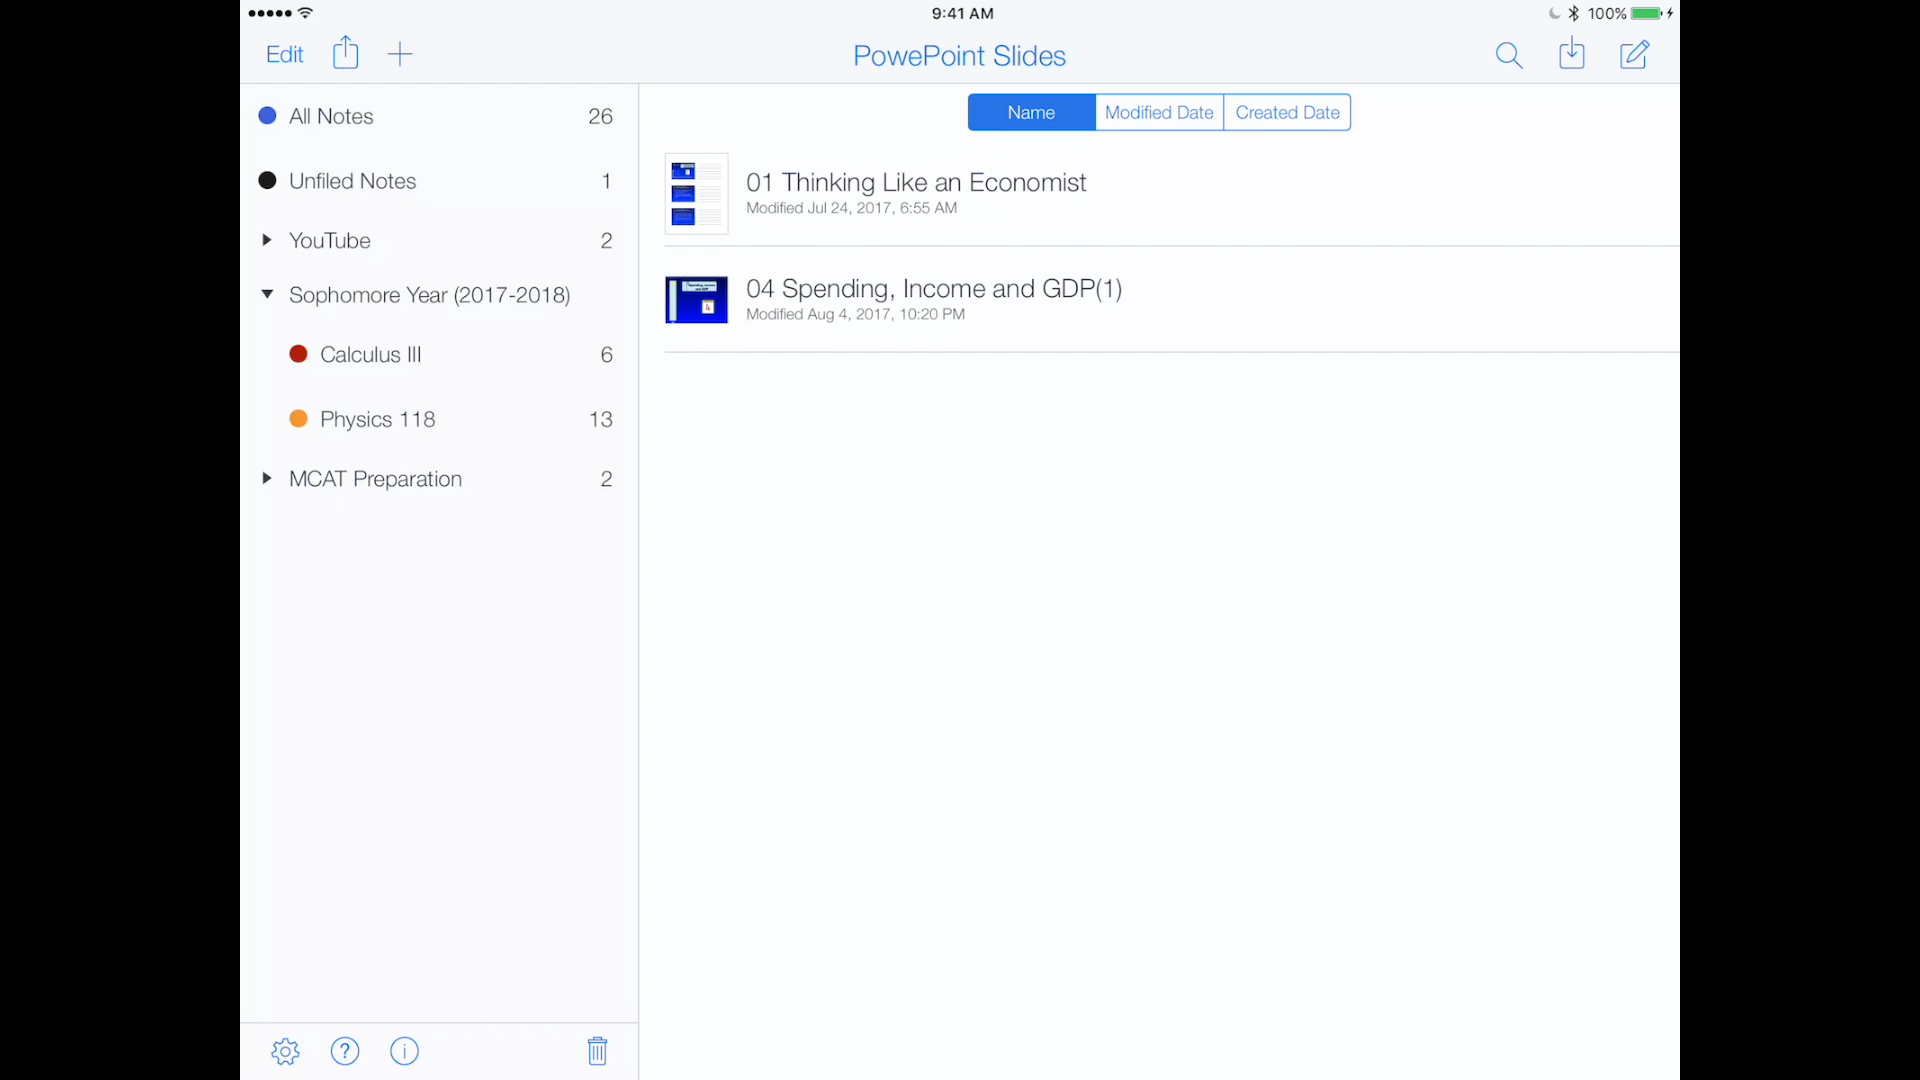 9:41 AM
100%
Edit
PowePoint Slides
All Notes 26
Unfiled Notes 1
YouTube 2
Sophomore Year (2017-2018)
Calculus III 6
Physics 118 13
MCAT Preparation 2
Name Modified Date Created Date
01 Thinking Like an Economist
Modified Jul 24, 2017, 6:55 AM
04 Spending, Income and GDP(1)
Modified Aug 4, 2017, 10:20 PM